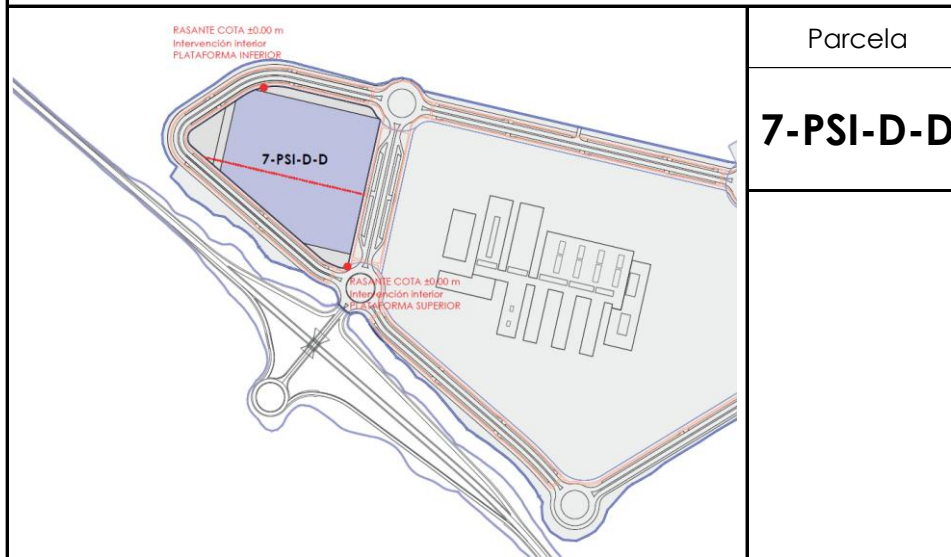 RASANTE COTA ±0.00 m
Intervención interior
PLATAFORMA INFERIOR
7-PSI-D-D
RASANTE COTA ±0.00 m
Intervención interior
PLATAFORMA SUPERIOR
Parcela
7-PSI-D-D